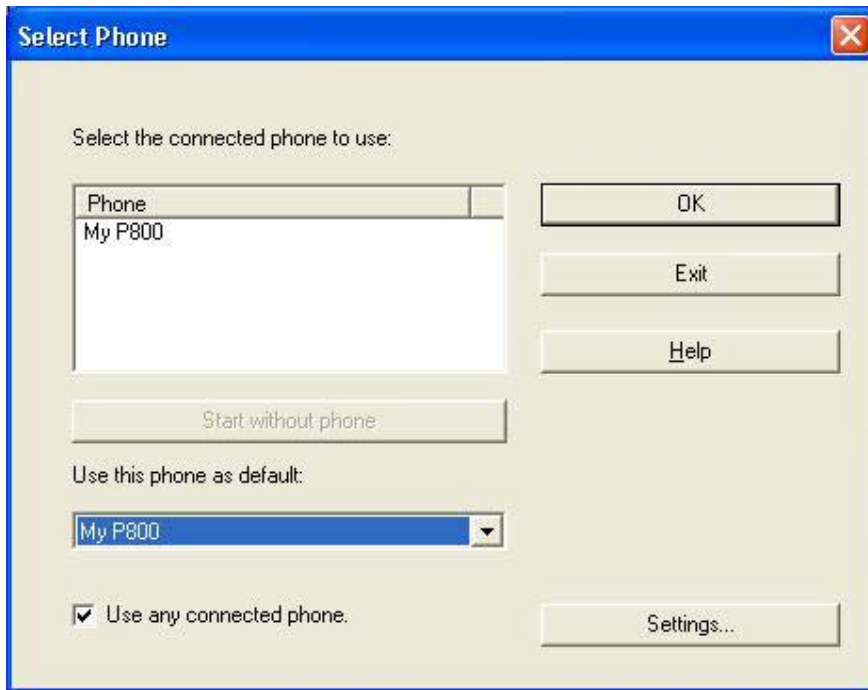 Select Phone
Select the connected phone to use:
Phone
My P800
OK
Exit
Help
Start without phone
Use this phone as default:
My P800
Use any connected phone.
Settings...